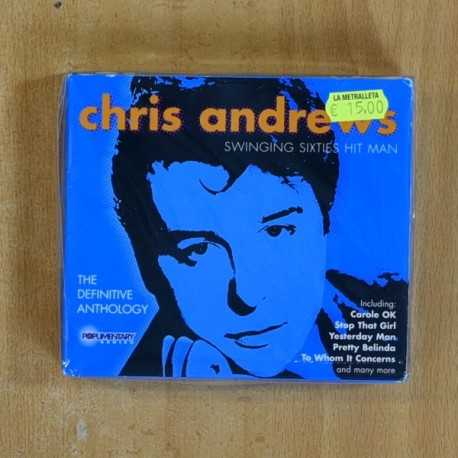 chris andrews
LA METRALLETA
€ 15,00
SWINGING SIXTIES HIT MAN
THE
DEFINITIVE
ANTHOLOGY
POPUMENTARY
Including:
Carole OK
Stop That Girl
Yesterday Man
Pretty Belinda
To Whom It Concerns
and many more